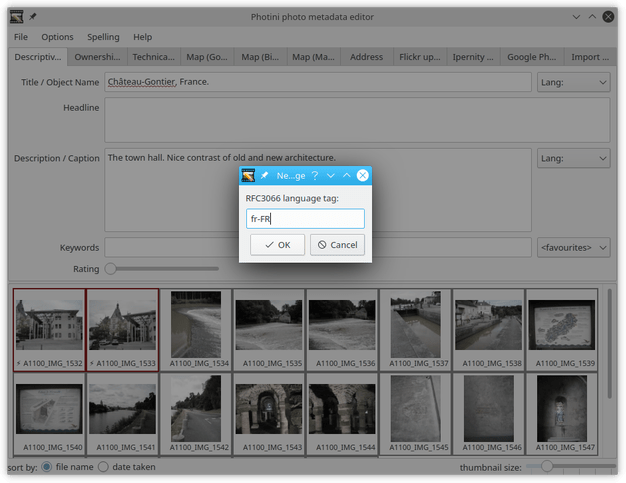 Photini photo metadata editor
File Options Spelling Help
Descriptiv... Ownershi... Technica... Map (Go... Map (Bi... Map (Ma... Address Flickr up... Ipernity ... Google Ph... Import ...
Title / Object Name Château-Gontier, France. Lang:
Headline
Description / Caption The town hall. Nice contrast of old and new architecture. Lang:
Ne...ge ?
RFC3066 language tag:
fr-FR
OK Cancel
Keywords <favourites>
Rating
A1100_IMG_1532 A1100_IMG_1533 A1100_IMG_1534 A1100_IMG_1535 A1100_IMG_1536 A1100_IMG_1537 A1100_IMG_1538 A1100_IMG_1539
A1100_IMG_1540 A1100_IMG_1541 A1100_IMG_1542 A1100_IMG_1543 A1100_IMG_1544 A1100_IMG_1545 A1100_IMG_1546 A1100_IMG_1547
sort by: file name date taken thumbnail size: